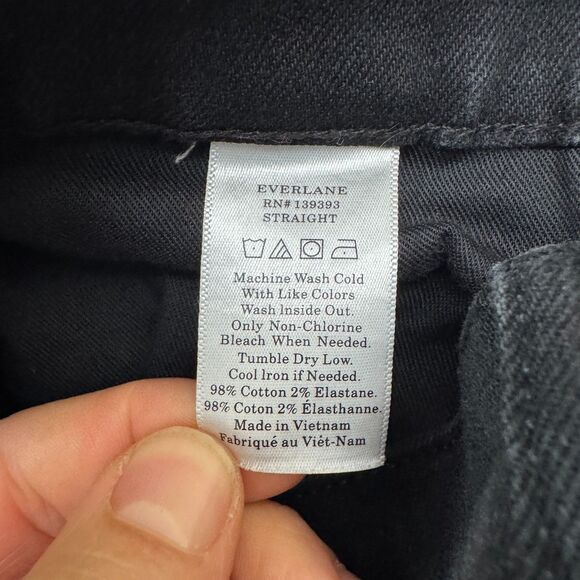 EVERLANE
RN# 139393
STRAIGHT
Machine Wash Cold
With Like Colors
Wash Inside Out.
Only Non-Chlorine
Bleach When Needed.
Tumble Dry Low.
Cool Iron if Needed.
98% Cotton 2% Elastane.
98% Coton 2% Élasthanne.
Made in Vietnam
Fabriqué au Viêt-Nam